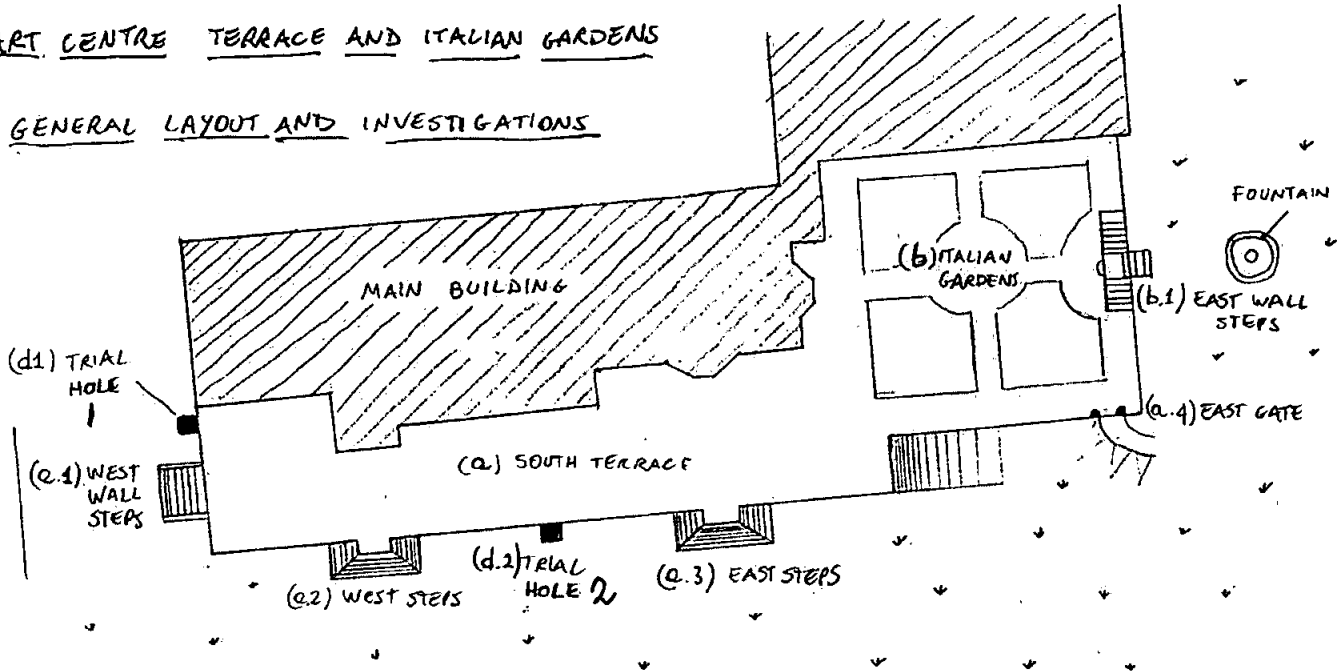 ART CENTRE TERRACE AND ITALIAN GARDENS
GENERAL LAYOUT AND INVESTIGATIONS
FOUNTAIN
(b) ITALIAN
GARDENS
MAIN BUILDING
(b.1) EAST WALL
STEPS
(d1) TRIAL
HOLE
1
(a.4) EAST GATE
(a.1) WEST
WALL
STEPS
(a) SOUTH TERRACE
(a.2) WEST STEPS
(d.2) TRIAL
HOLE 2
(a.3) EAST STEPS